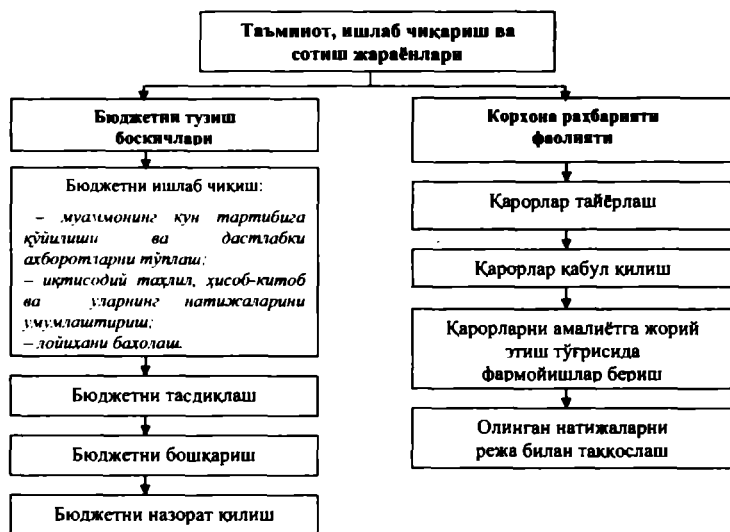 Таъминот, ишлаб чиқариш ва
сотиш жараёнлари
Бюджетни тузиш
боскичлари
Бюджетни ишлаб чиқиш:
– муаммонинг кун тартибига
қўйилиши ва дастлабки
ахборотларни тўплаш;
– иқтисодий таҳлил, ҳисоб-китоб
ва уларнинг натижаларини
умумлаштириш;
– лойиҳани баҳолаш.
Бюджетни тасдиқлаш
Бюджетни бошқариш
Бюджетни назорат қилиш
Корхона раҳбарияти
фаолияти
Қарорлар тайёрлаш
Қарорлар қабул қилиш
Қарорларни амалиётга жорий
этиш тўғрисида
фармойишлар бериш
Олинган натижаларни
режа билан таққослаш